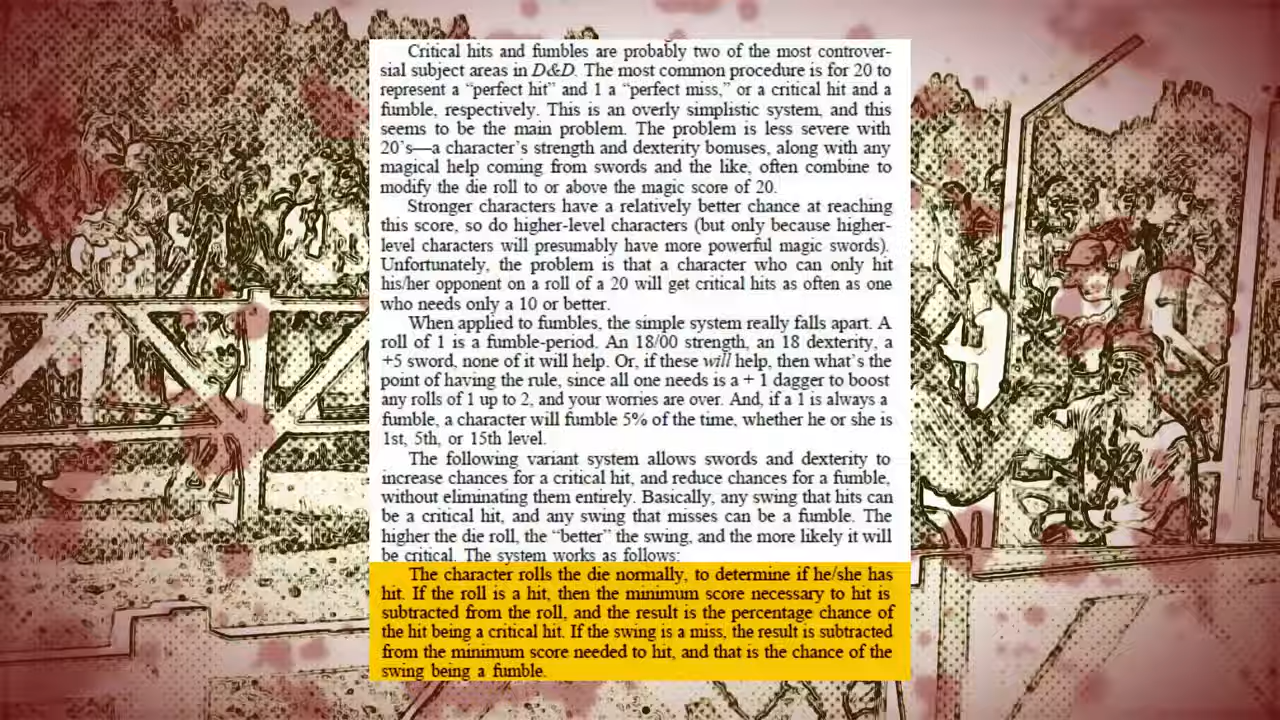 Critical hits and fumbles are probably two of the most controver-
sial subject areas in D&D. The most common procedure is for 20 to
represent a “perfect hit” and 1 a “perfect miss,” or a critical hit and a
fumble, respectively. This is an overly simplistic system, and this
seems to be the main problem. The problem is less severe with
20’s—a character’s strength and dexterity bonuses, along with any
magical help coming from swords and the like, often combine to
modify the die roll to or above the magic score of 20.
Stronger characters have a relatively better chance at reaching
this score, so do higher-level characters (but only because higher-
level characters will presumably have more powerful magic swords).
Unfortunately, the problem is that a character who can only hit
his/her opponent on a roll of a 20 will get critical hits as often as one
who needs only a 10 or better.
When applied to fumbles, the simple system really falls apart. A
roll of 1 is a fumble-period. An 18/00 strength, an 18 dexterity, a
+5 sword, none of it will help. Or, if these will help, then what’s the
point of having the rule, since all one needs is a + 1 dagger to boost
any rolls of 1 up to 2, and your worries are over. And, if a 1 is always a
fumble, a character will fumble 5% of the time, whether he or she is
1st, 5th, or 15th level.
The following variant system allows swords and dexterity to
increase chances for a critical hit, and reduce chances for a fumble,
without eliminating them entirely. Basically, any swing that hits can
be a critical hit, and any swing that misses can be a fumble. The
higher the die roll, the “better” the swing, and the more likely it will
be critical. The system works as follows:
The character rolls the die normally, to determine if he/she has
hit. If the roll is a hit, then the minimum score necessary to hit is
subtracted from the roll, and the result is the percentage chance of
the hit being a critical hit. If the swing is a miss, the result is subtracted
from the minimum score needed to hit, and that is the chance of the
swing being a fumble.